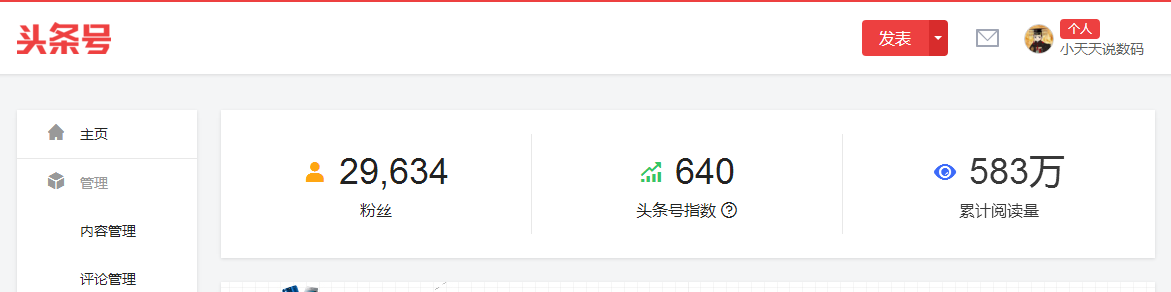 头条号
发表
个人
小天天说数码
主页
管理
内容管理
评论管理
29,634
粉丝
640
头条号指数
583万
累计阅读量